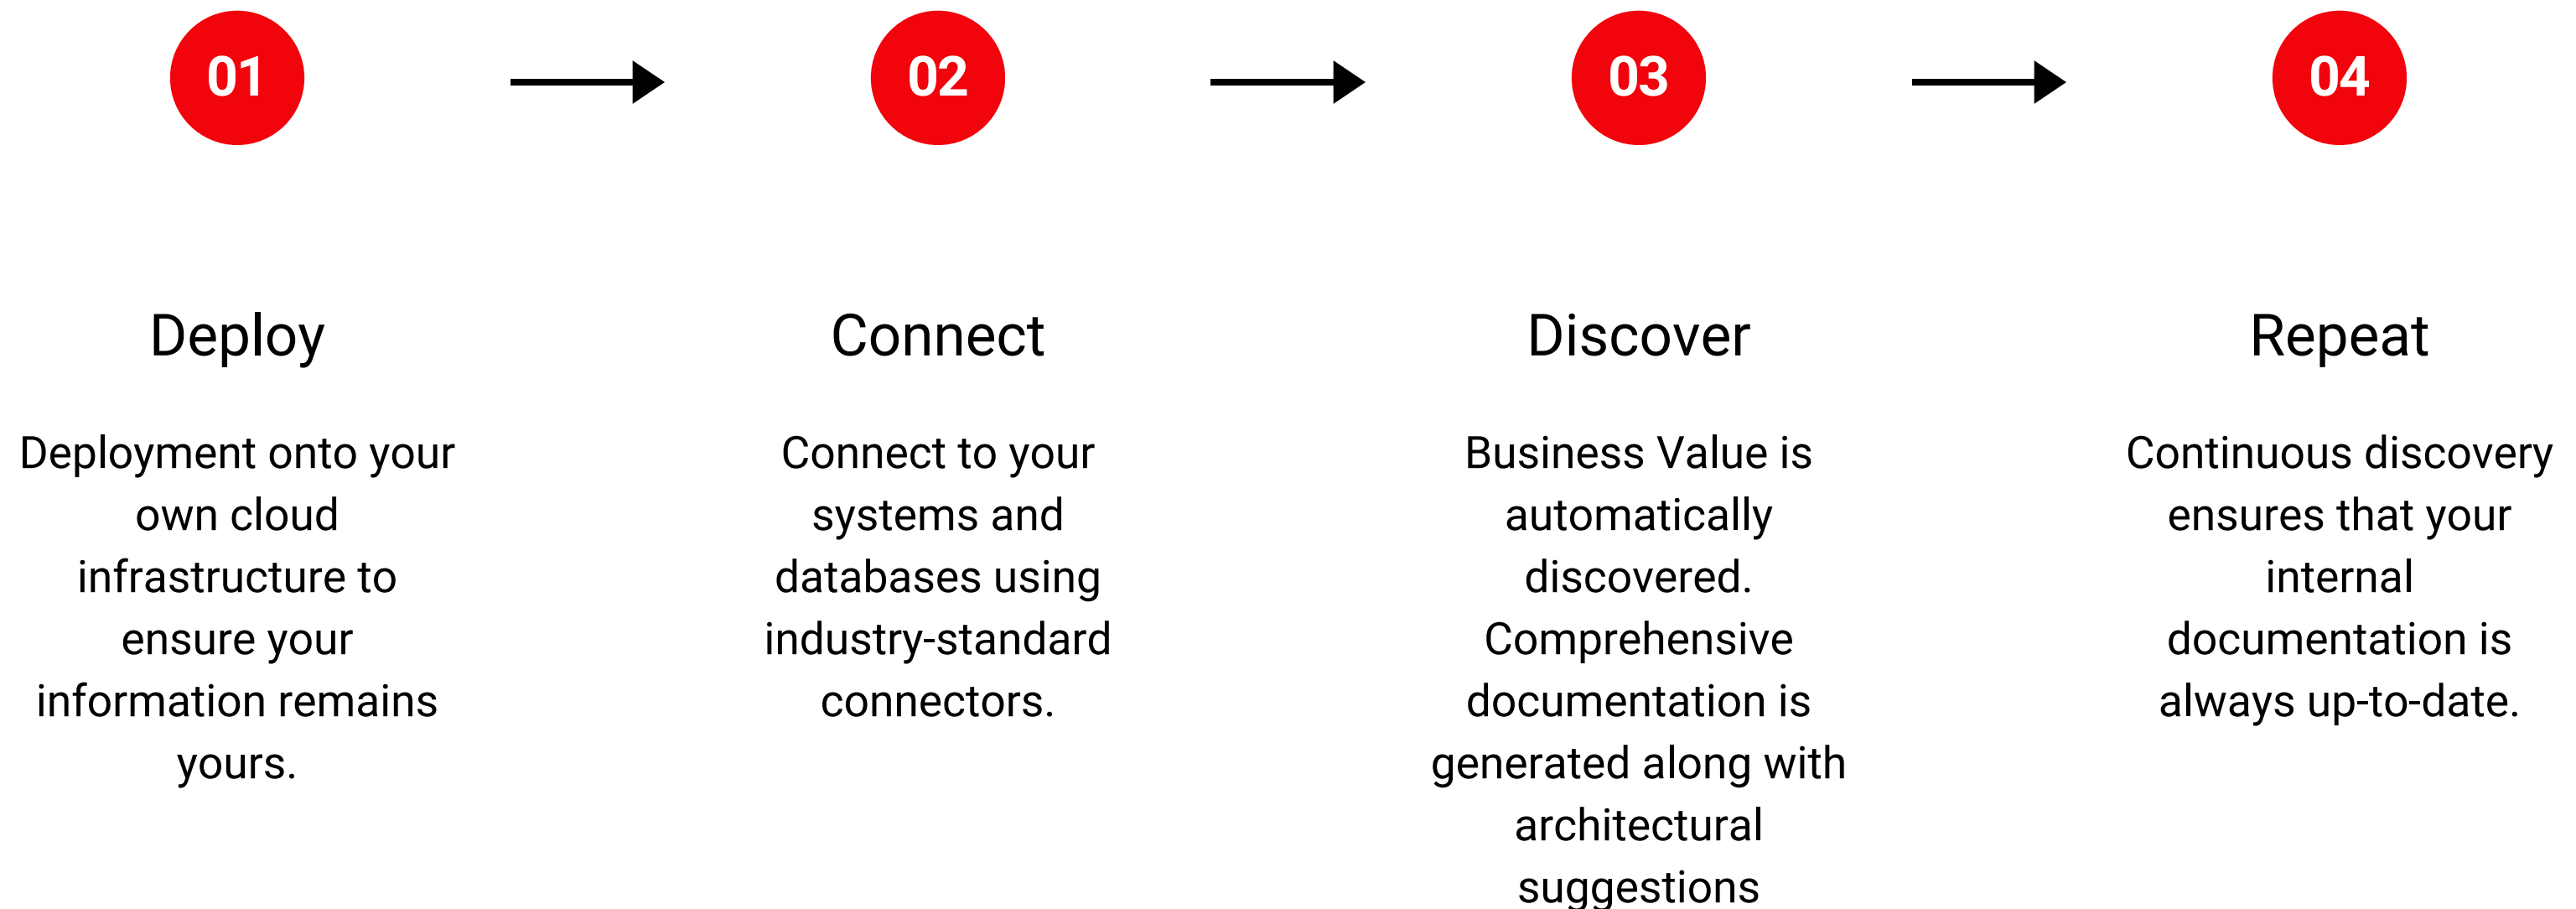 01
02
03
04
Deploy
Deployment onto your
own cloud
infrastructure to
ensure your
information remains
yours.
Connect
Connect to your
systems and
databases using
industry-standard
connectors.
Discover
Business Value is
automatically
discovered.
Comprehensive
documentation is
generated along with
architectural
suggestions
Repeat
Continuous discovery
ensures that your
internal
documentation is
always up-to-date.